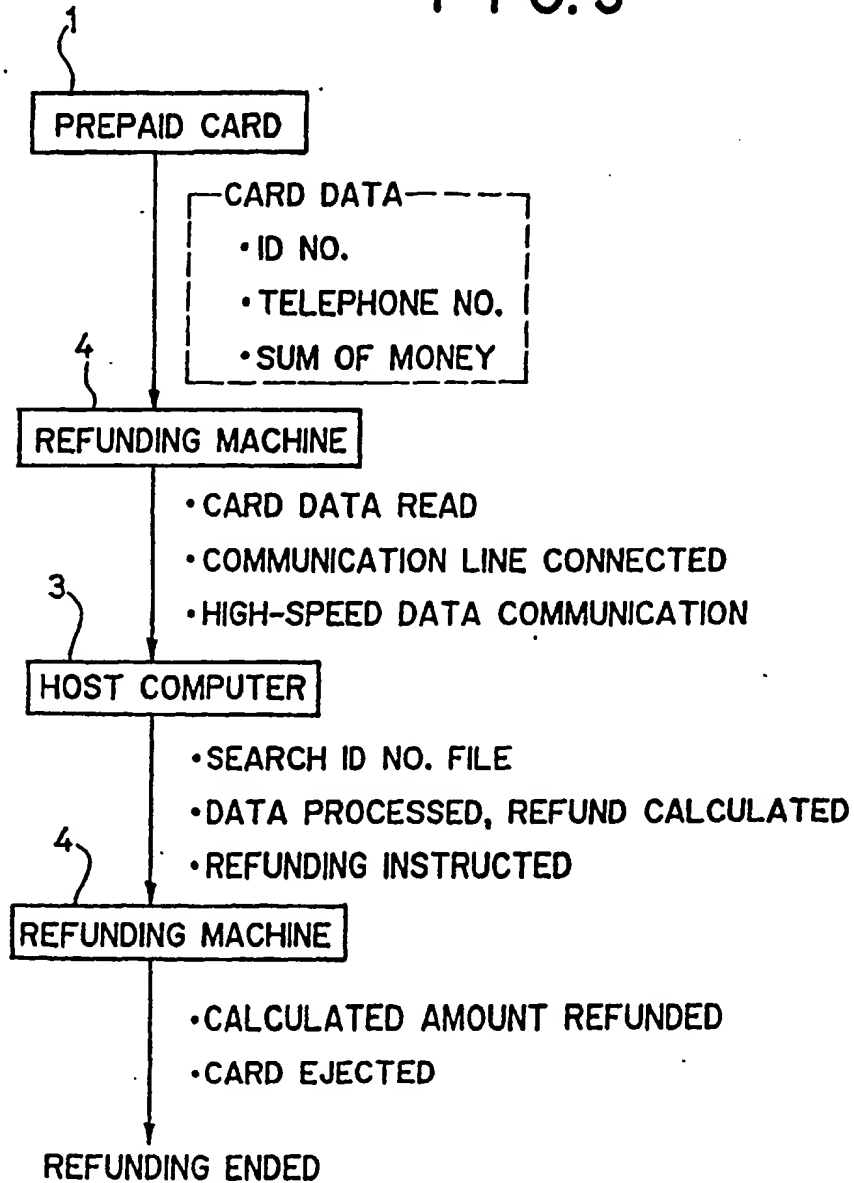 1
PREPAID CARD
CARD DATA
•ID NO.
•TELEPHONE NO.
•SUM OF MONEY
4
REFUNDING MACHINE
•CARD DATA READ
•COMMUNICATION LINE CONNECTED
•HIGH-SPEED DATA COMMUNICATION
3
HOST COMPUTER
•SEARCH ID NO. FILE
•DATA PROCESSED, REFUND CALCULATED
•REFUNDING INSTRUCTED
4
REFUNDING MACHINE
•CALCULATED AMOUNT REFUNDED
•CARD EJECTED
REFUNDING ENDED